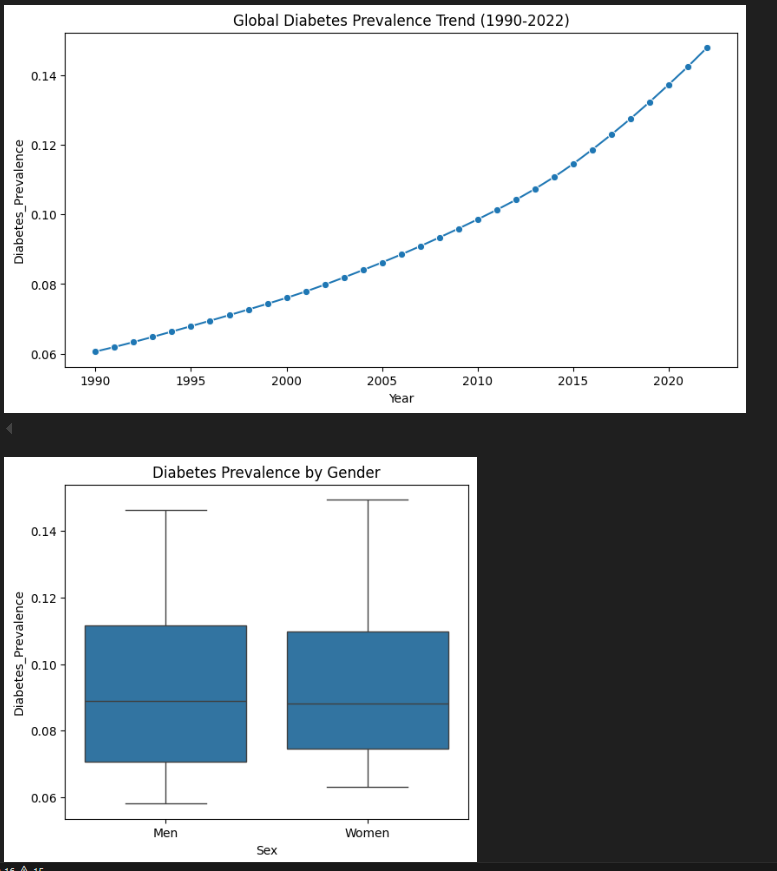 Global Diabetes Prevalence Trend (1990-2022)
0.14
0.12
0.10
0.08
0.06
Diabetes_Prevalence
1990 1995 2000 2005 2010 2015 2020
Year
Diabetes Prevalence by Gender
0.14
0.12
0.10
0.08
0.06
Diabetes_Prevalence
Men Women
Sex